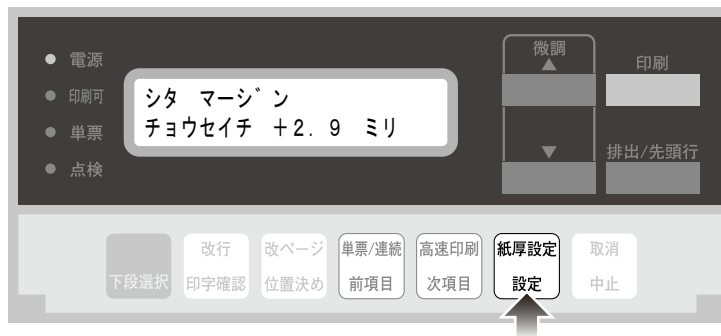 電源
印刷可
単票
点検
シタ マージ゛ン
チョウセイチ +2.9 ミリ
微調
▲
▼
印刷
排出/先頭行
下段選択
改行
印字確認
改ページ
位置決め
単票/連続
前項目
高速印刷
次項目
紙厚設定
設定
取消
中止